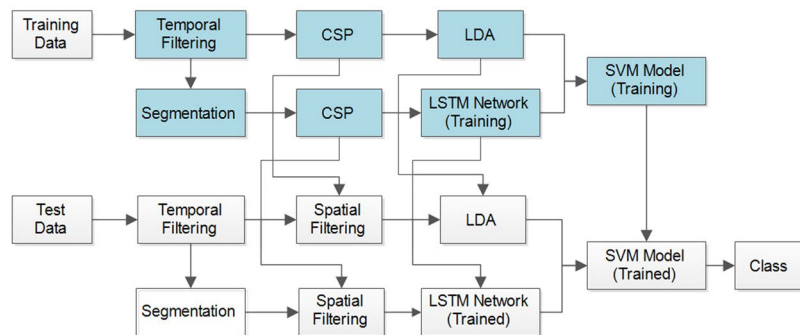 Training
Data
Temporal
Filtering
CSP
LDA
Segmentation
CSP
LSTM Network
(Training)
SVM Model
(Training)
Test
Data
Temporal
Filtering
Spatial
Filtering
LDA
Segmentation
Spatial
Filtering
LSTM Network
(Trained)
SVM Model
(Trained)
Class